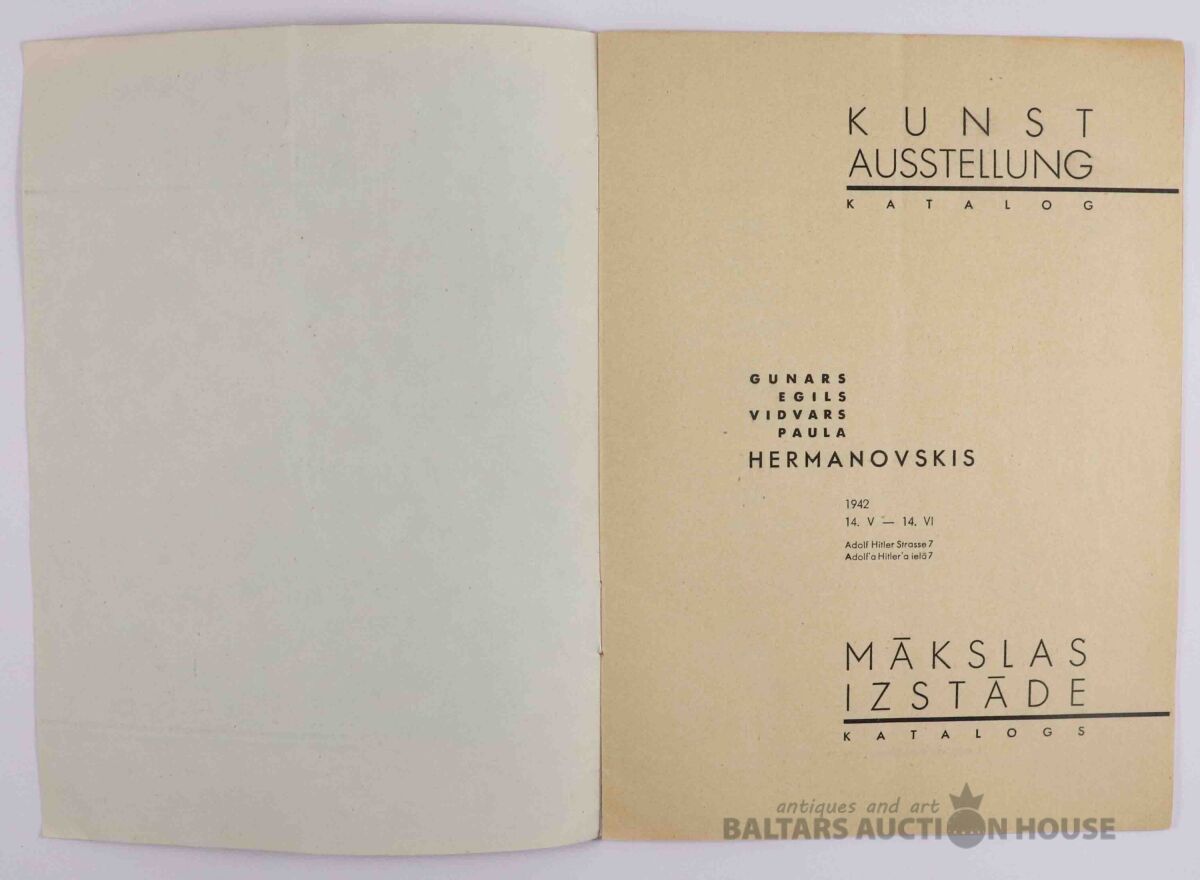 KUNST
AUSSTELLUNG
KATALOG
GUNARS
EGILS
VIDVARS
PAULA
HERMANOVSKIS
1942
14. V — 14. VI
Adolf Hitler Strasse 7
Adolf'a Hitler'a ielā 7
MĀKSLAS
IZSTĀDE
KATALOGS
antiques and art
BALTARS AUCTION HOUSE